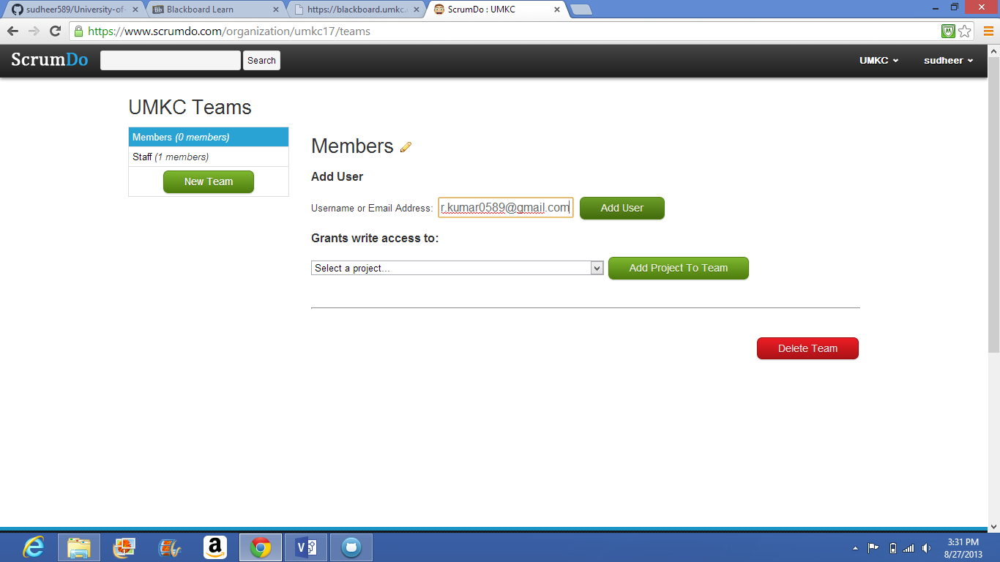 sudheer589/University-of-
Blackboard Learn
https://blackboard.umkc.
ScrumDo : UMKC
https://www.scrumdo.com/organization/umkc17/teams
ScrumDo
Search
UMKC
sudheer
UMKC Teams
Members (0 members)
Staff (1 members)
New Team
Members
Add User
Username or Email Address: r.kumar0589@gmail.com Add User
Grants write access to:
Select a project... Add Project To Team
Delete Team
3:31 PM
8/27/2013